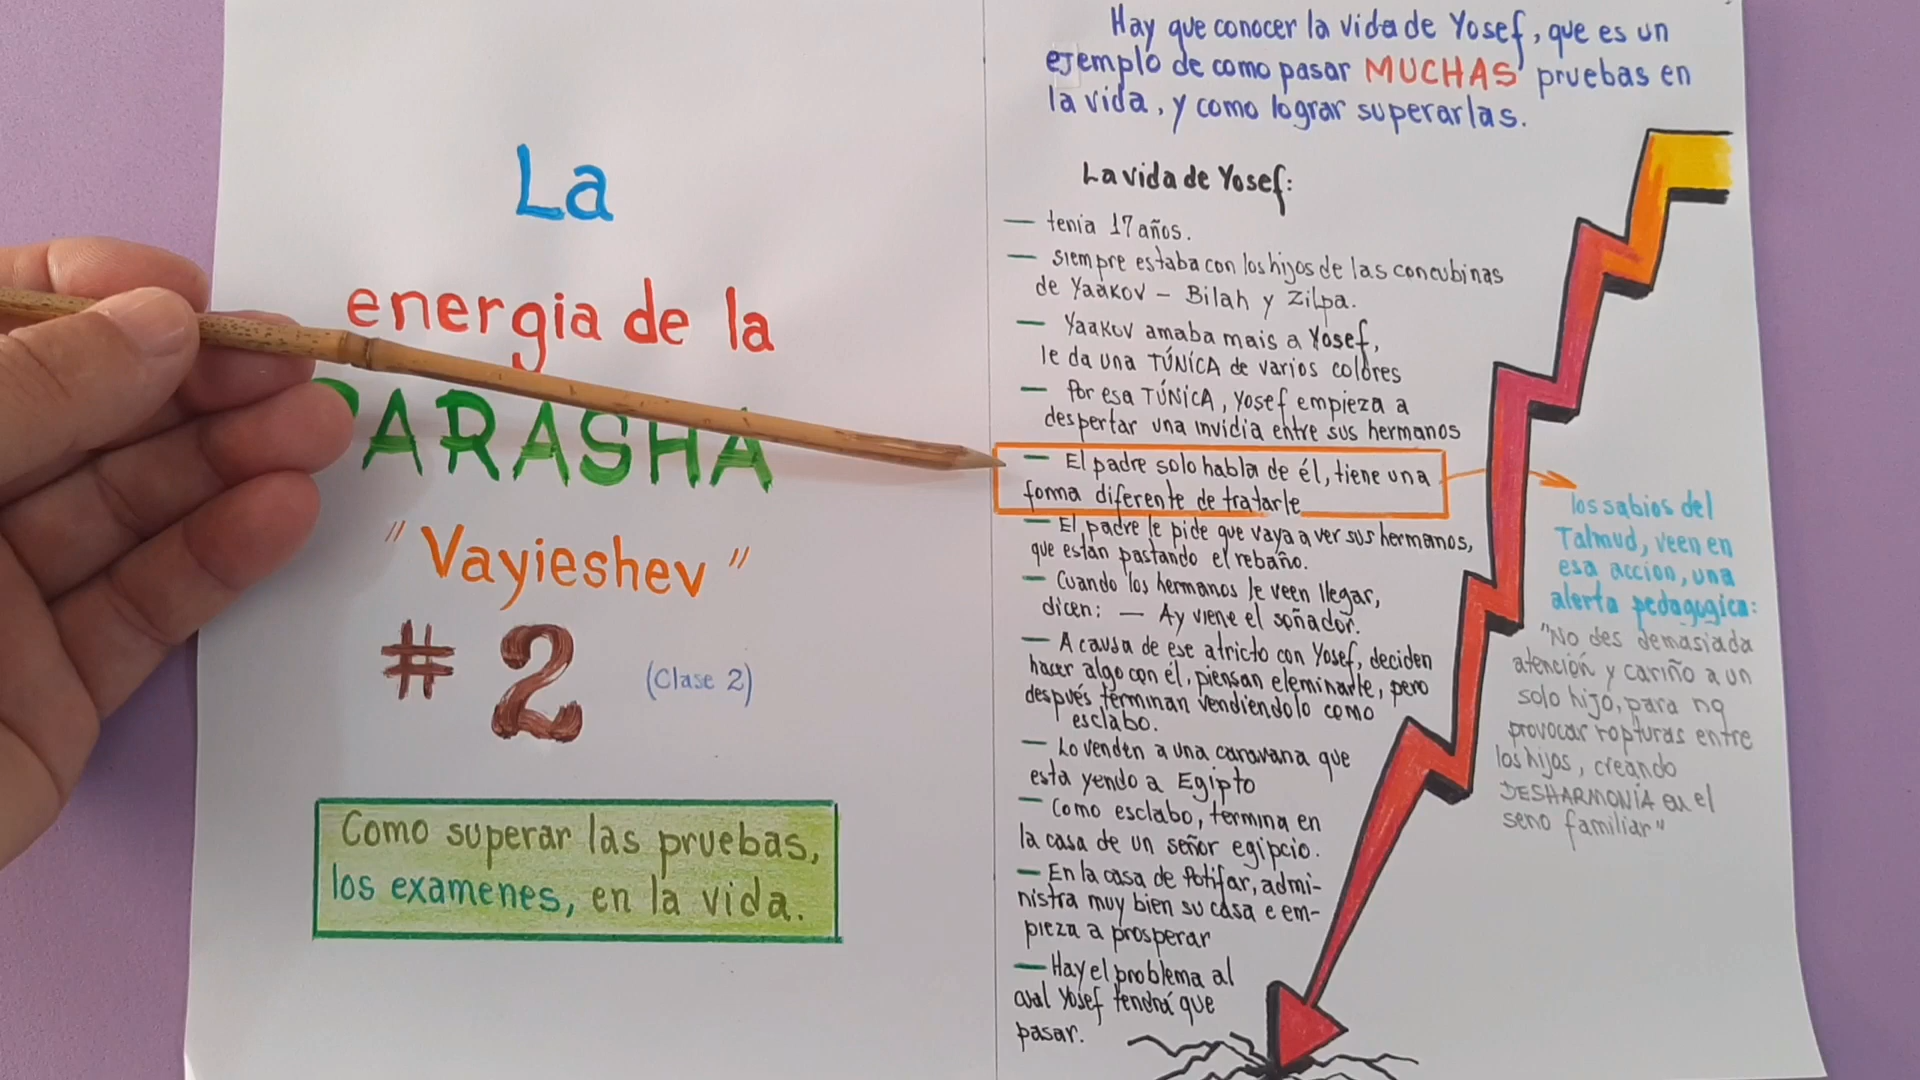 La
energia de la
PARASHA
"Vayieshev"
# 2 (Clase 2)
Como superar las pruebas,
los examenes, en la vida.
Hay que conocer la vida de Yosef, que es un
ejemplo de como pasar MUCHAS pruebas en
la vida, y como lograr superarlas.
La vida de Yosef:
— tenia 17 años.
— siempre estaba con los hijos de las concubinas
de Yaakov — Bilah y Zilpa.
— Yaakov amaba mais a Yosef,
le da una TÚNICA de varios colores
— Por esa TÚNICA, Yosef empieza a
despertar una invidia entre sus hermanos
— El padre solo habla de él, tiene una
forma diferente de tratarle
— El padre le pide que vaya a ver sus hermanos,
que estan pastando el rebaño.
— Cuando los hermanos le veen llegar,
dicen: — Ay viene el soñador.
— A causa de ese atricto con Yosef, deciden
hacer algo con él, piensan eleminarle, pero
después terminan vendiendolo como
esclabo.
— Lo venden a una caravana que
esta yendo a Egipto
— Como esclabo, termina en
la casa de un señor egipcio.
— En la casa de Potifar, admi-
nistra muy bien su casa e em-
pieza a prosperar
— Hay el problema al
cual Yosef tendrá que
pasar.
los sabios del
Talmud, veen en
esa accion, una
alerta pedagogica:
"No des demasiada
atención y cariño a un
solo hijo, para no
provocar ropturas entre
los hijos, creando
DESHARMONÍA en el
seno familiar"